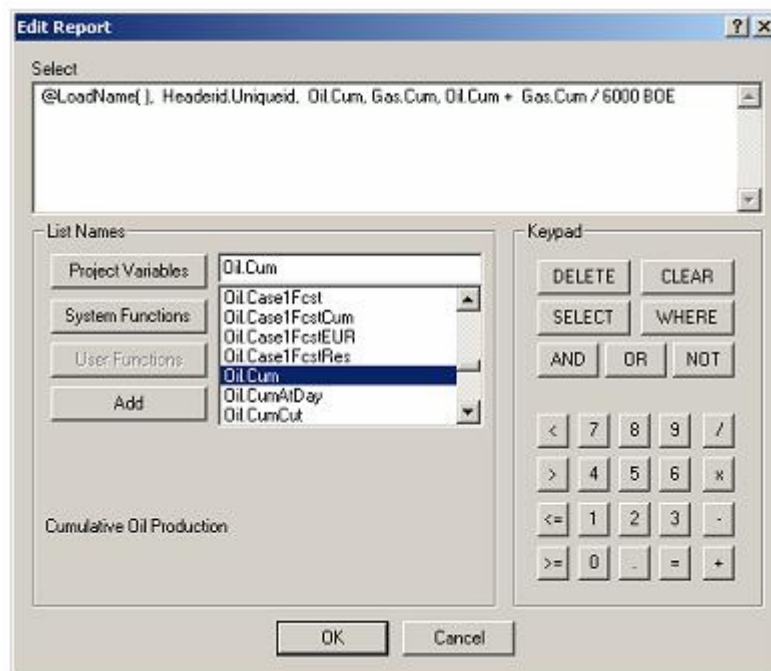 Edit Report
? X
Select
@LoadName( ), Headerid.Uniqueid, Oil.Cum, Gas.Cum, Oil.Cum + Gas.Cum / 6000 BOE
List Names
Project Variables
System Functions
User Functions
Add
Oil.Cum
Oil.Case1Fcst
Oil.Case1FcstCum
Oil.Case1FcstEUR
Oil.Case1FcstRes
Oil.Cum
Oil.CumAtDay
Oil.CumCut
Cumulative Oil Production
Keypad
DELETE CLEAR
SELECT WHERE
AND OR NOT
< 7 8 9 /
> 4 5 6 x
<= 1 2 3 -
>= 0 . = +
OK Cancel